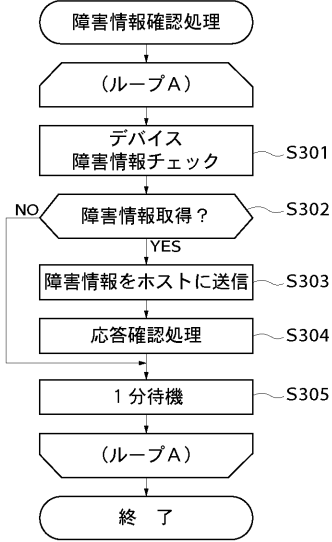 障害情報確認処理
(ループA)
デバイス
障害情報チェック
S301
障害情報取得？
S302
NO
YES
障害情報をホストに送信
S303
応答確認処理
S304
1分待機
S305
(ループA)
終 了